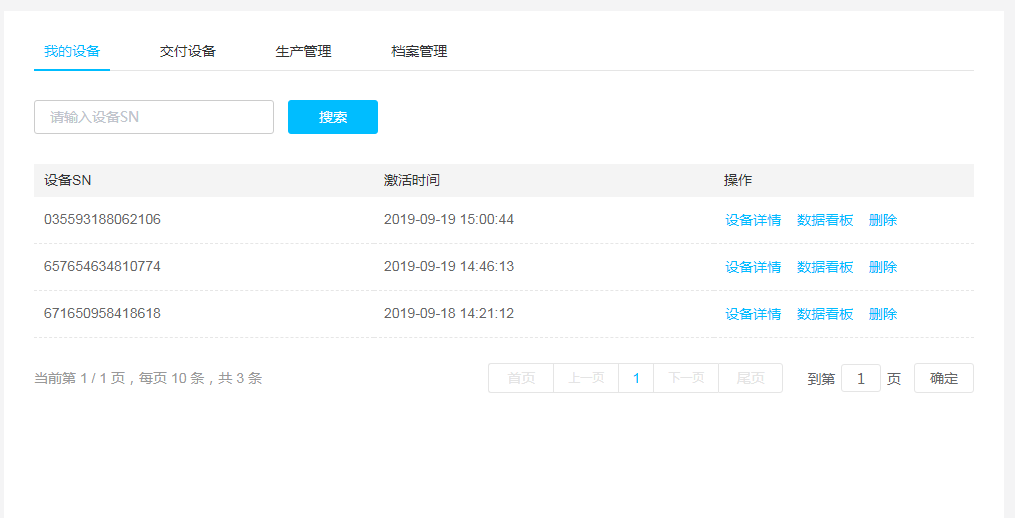 我的设备 交付设备 生产管理 档案管理
请输入设备SN 搜索
设备SN 激活时间 操作
035593188062106 2019-09-19 15:00:44 设备详情 数据看板 删除
657654634810774 2019-09-19 14:46:13 设备详情 数据看板 删除
671650958418618 2019-09-18 14:21:12 设备详情 数据看板 删除
当前第 1 / 1 页，每页 10 条，共 3 条 首页 上一页 1 下一页 尾页 到第 1 页 确定